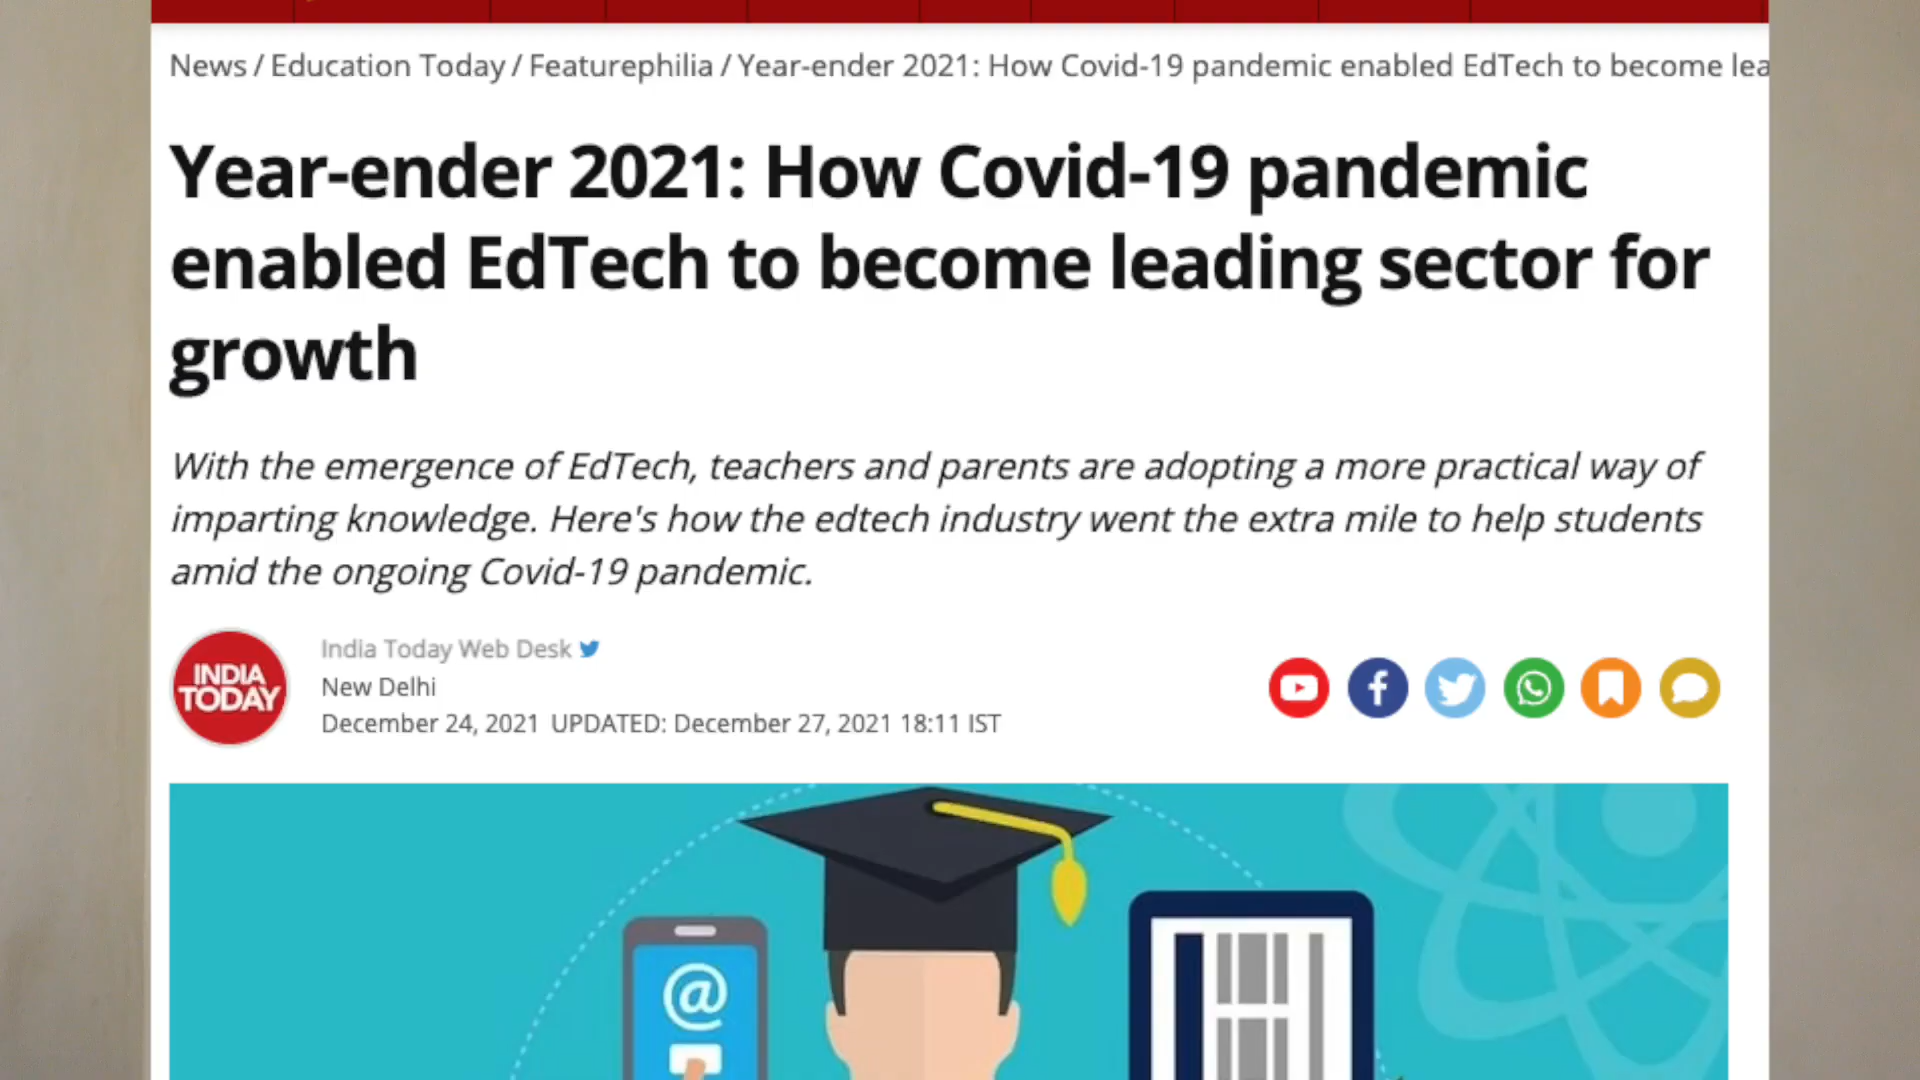 News / Education Today / Featurephilia / Year-ender 2021: How Covid-19 pandemic enabled EdTech to become lea
Year-ender 2021: How Covid-19 pandemic
enabled EdTech to become leading sector for
growth
With the emergence of EdTech, teachers and parents are adopting a more practical way of
imparting knowledge. Here's how the edtech industry went the extra mile to help students
amid the ongoing Covid-19 pandemic.
INDIA
TODAY
India Today Web Desk
New Delhi
December 24, 2021 UPDATED: December 27, 2021 18:11 IST
@